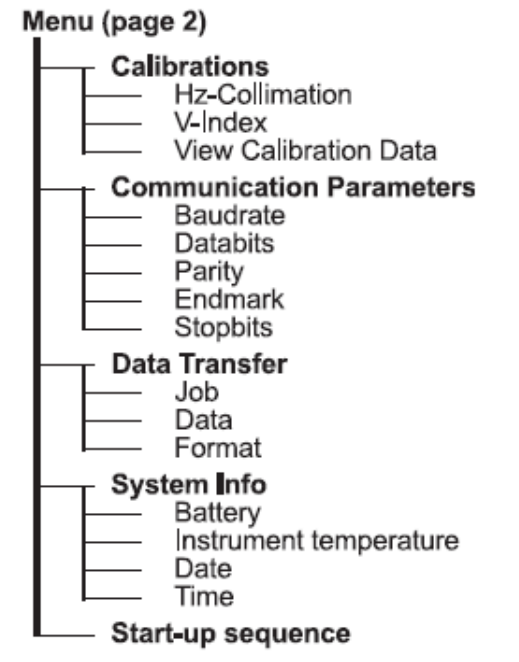 Menu (page 2)
Calibrations
Hz-Collimation
V-Index
View Calibration Data
Communication Parameters
Baudrate
Databits
Parity
Endmark
Stopbits
Data Transfer
Job
Data
Format
System Info
Battery
Instrument temperature
Date
Time
Start-up sequence